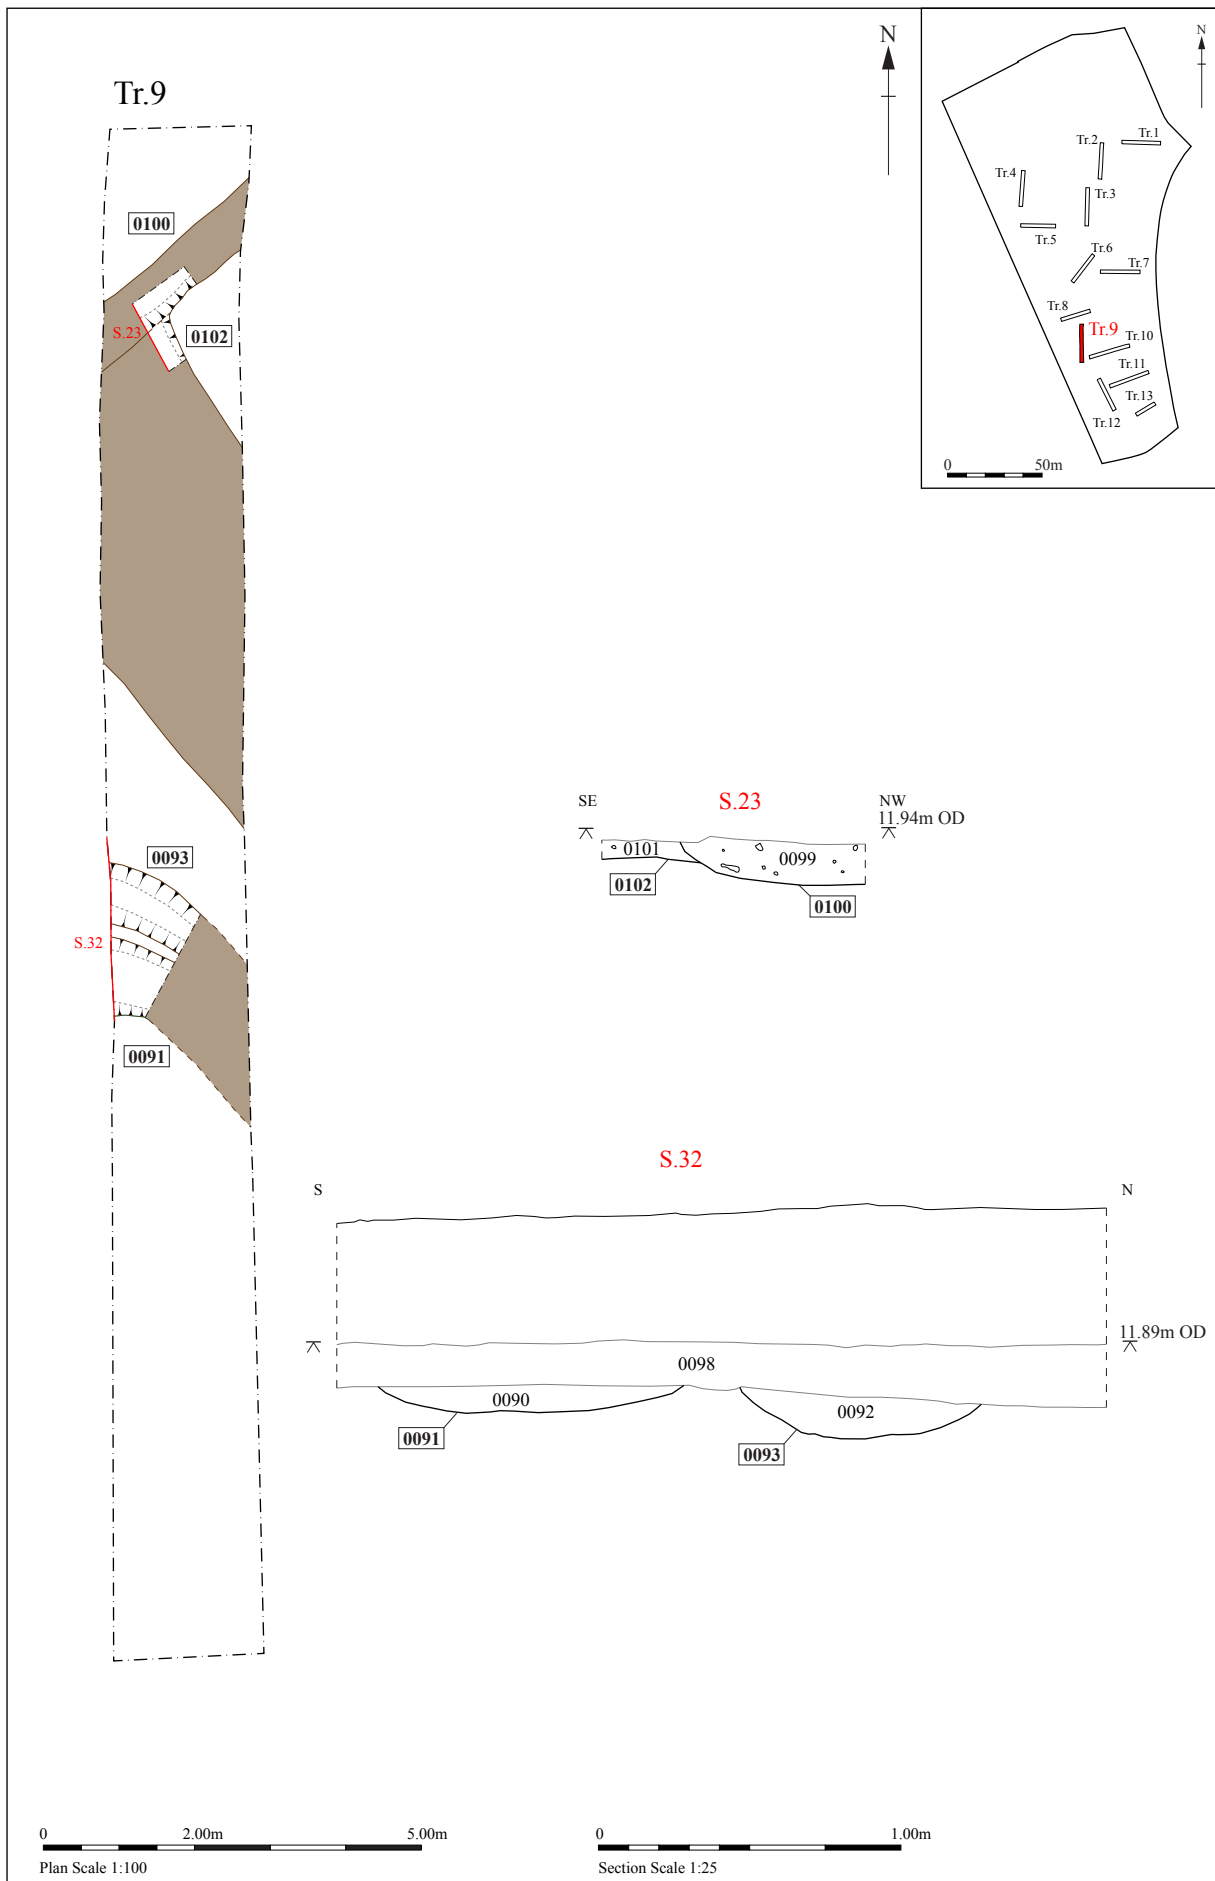 Tr.9
N
0100
S.23
0102
0093
S.32
0091
N
Tr.1
Tr.2
Tr.4
Tr.3
Tr.5
Tr.6
Tr.7
Tr.8
Tr.9
Tr.10
Tr.11
Tr.13
Tr.12
0 50m
S.23
SE NW
11.94m OD
0101
0099
0102
0100
S.32
S N
11.89m OD
0098
0090
0092
0091
0093
0 2.00m 5.00m
Plan Scale 1:100
0 1.00m
Section Scale 1:25